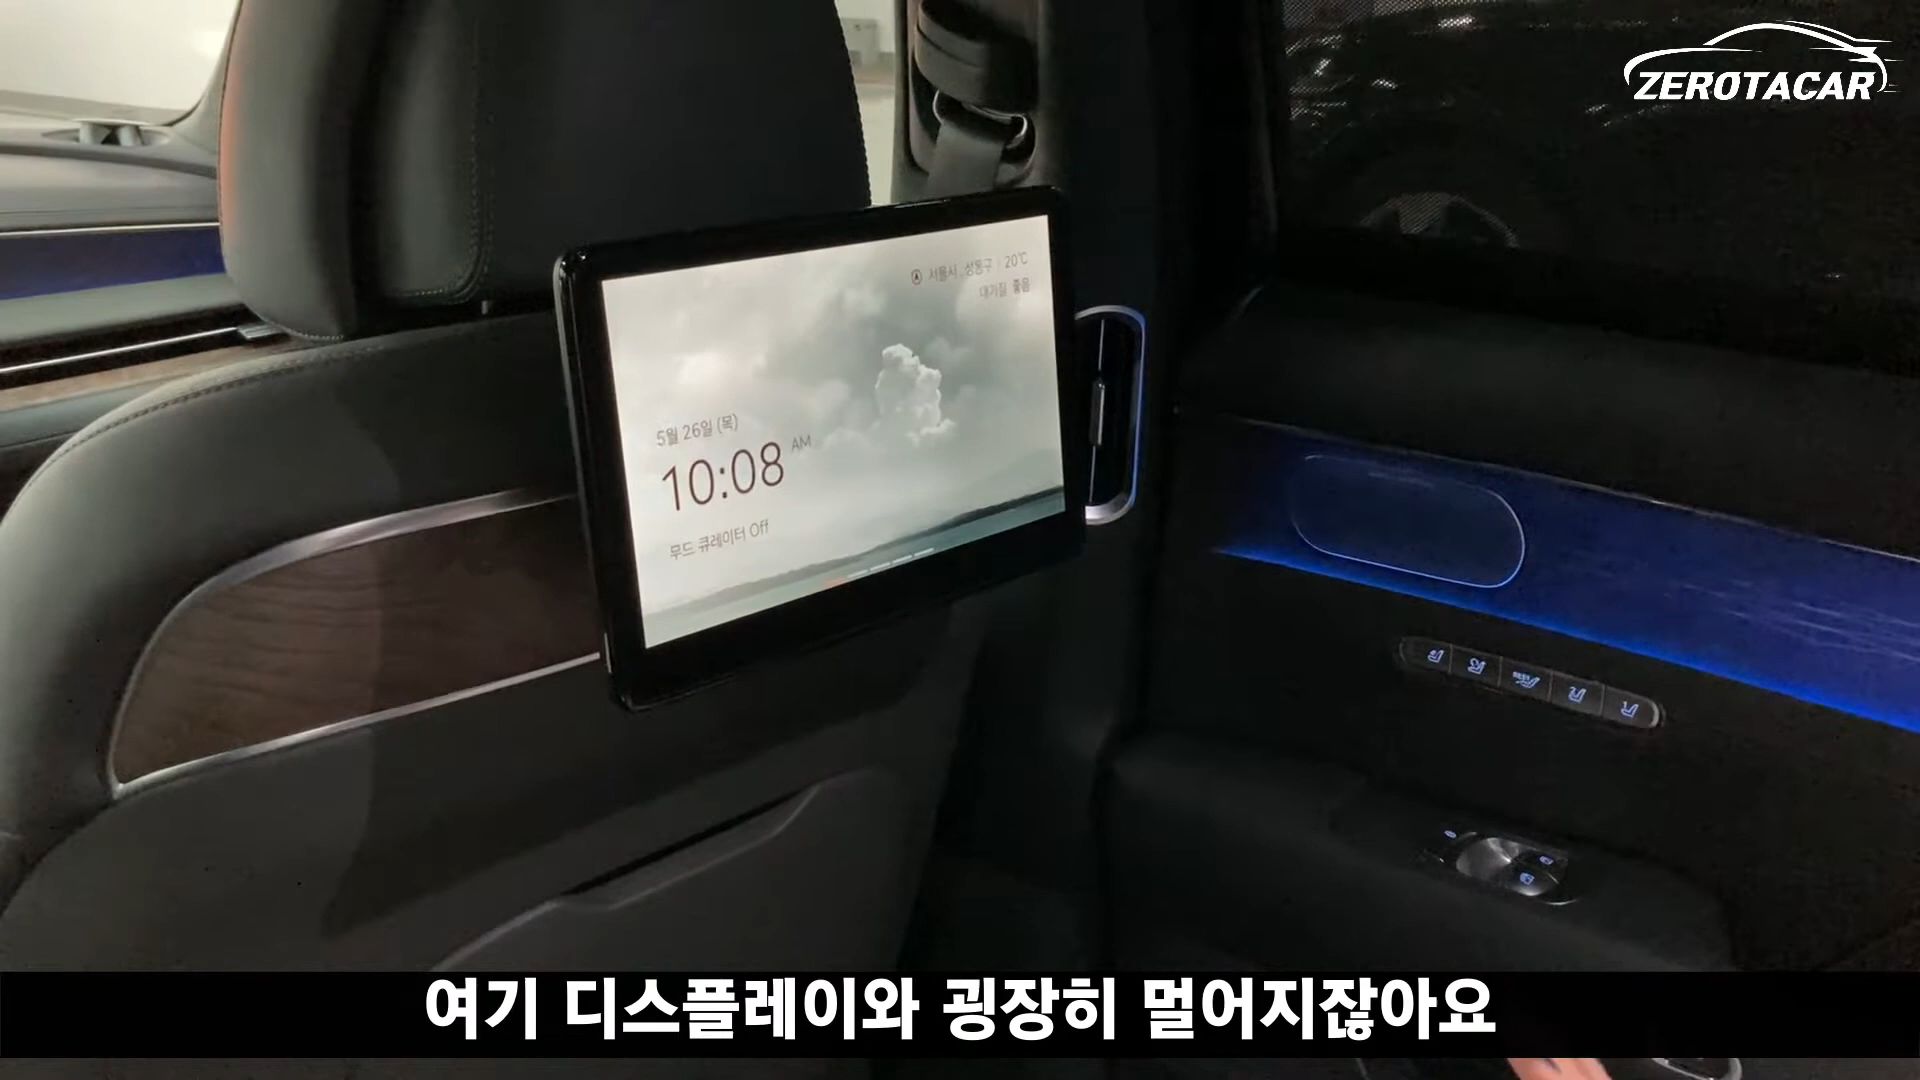 ZEROTACAR
서울시, 성동구 20℃
대기질 좋음
5월 26일 (목)
10:08 AM
무드 큐레이터 Off
여기 디스플레이와 굉장히 멀어지잖아요